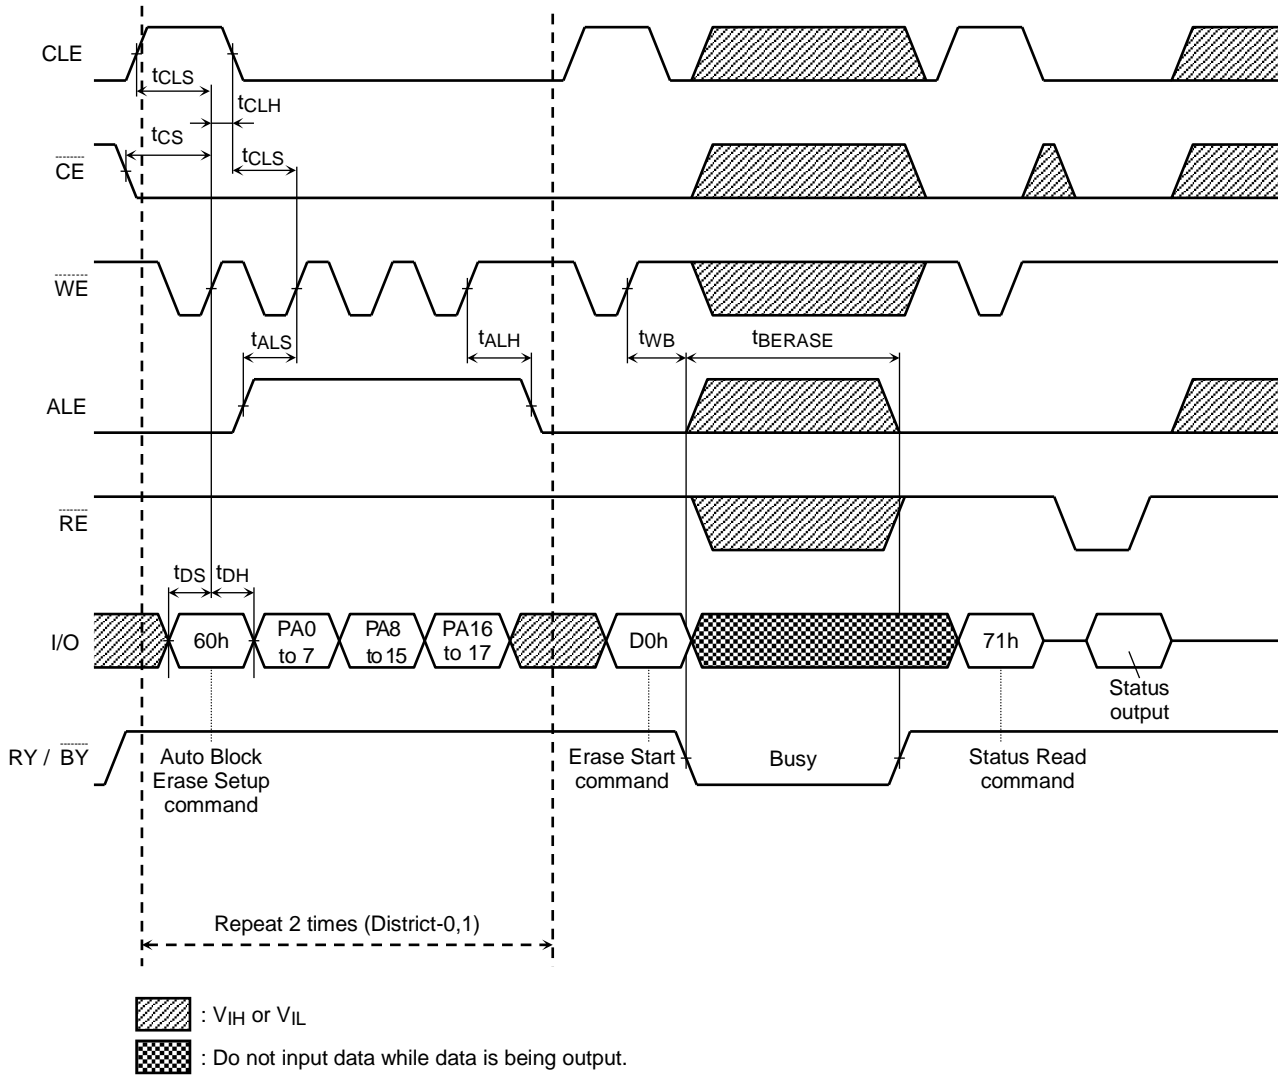 CLE
tCLS
tCLH
tCS
tCLS
CE
WE
tALS
tALH
tWB
tBERASE
ALE
RE
tDS
tDH
I/O
60h
PA0
to 7
PA8
to 15
PA16
to 17
D0h
71h
Status
output
RY / BY
Auto Block
Erase Setup
command
Erase Start
command
Busy
Status Read
command
Repeat 2 times (District-0,1)
: VIH or VIL
: Do not input data while data is being output.